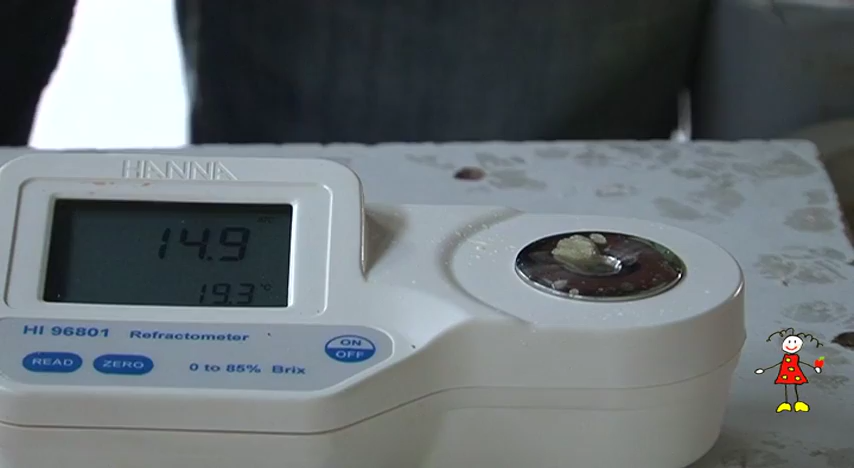 HANNA
14.9
19.3°C
HI 96801 Refractometer
ON
OFF
READ ZERO 0 to 85% Brix